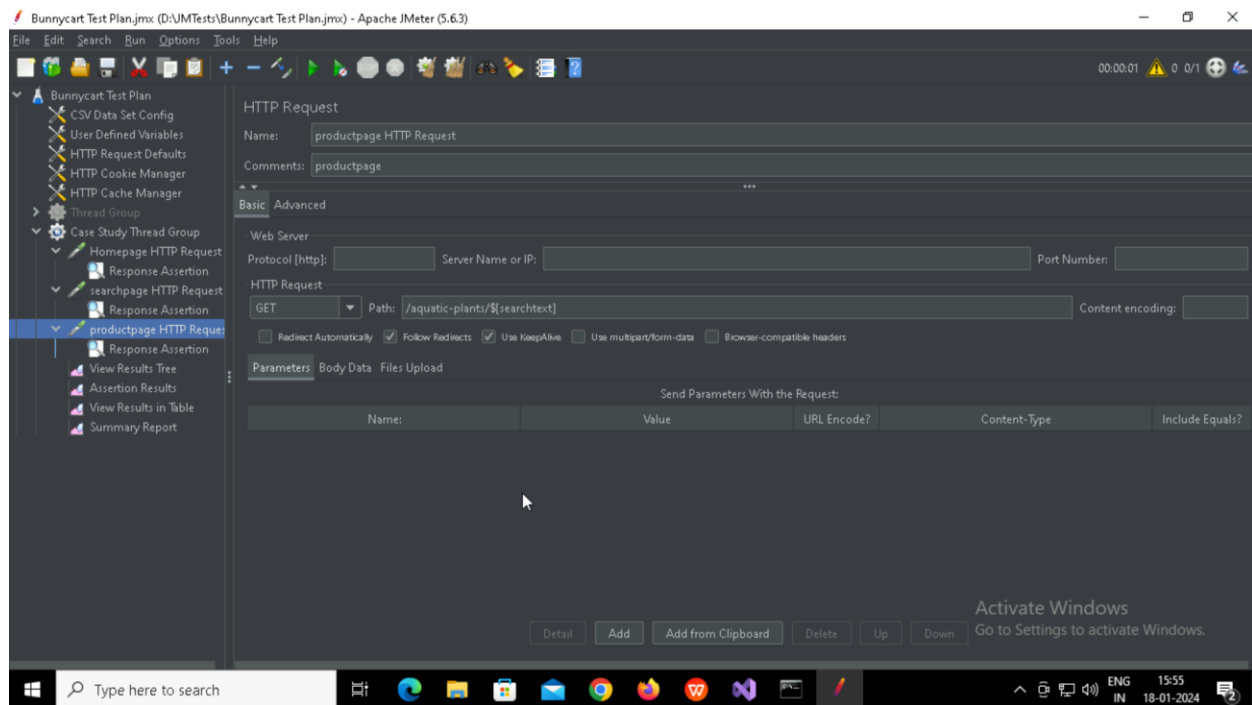 Bunnycart Test Plan.jmx (D:\JMTests\Bunnycart Test Plan.jmx) - Apache JMeter (5.6.3)
File Edit Search Run Options Tools Help
00:00:01 0 0/1
Bunnycart Test Plan
CSV Data Set Config
User Defined Variables
HTTP Request Defaults
HTTP Cookie Manager
HTTP Cache Manager
Thread Group
Case Study Thread Group
Homepage HTTP Request
Response Assertion
searchpage HTTP Request
Response Assertion
productpage HTTP Reques
Response Assertion
View Results Tree
Assertion Results
View Results in Table
Summary Report
HTTP Request
Name: productpage HTTP Request
Comments: productpage
Basic Advanced
Web Server
Protocol [http]: Server Name or IP: Port Number:
HTTP Request
GET Path: /aquatic-plants/${searchtext} Content encoding:
Redirect Automatically Follow Redirects Use KeepAlive Use multipart/form-data Browser-compatible headers
Parameters Body Data Files Upload
Send Parameters With the Request:
Name: Value URL Encode? Content-Type Include Equals?
Detail Add Add from Clipboard Delete Up Down
Activate Windows
Go to Settings to activate Windows.
Type here to search
ENG
IN
15:55
18-01-2024
2